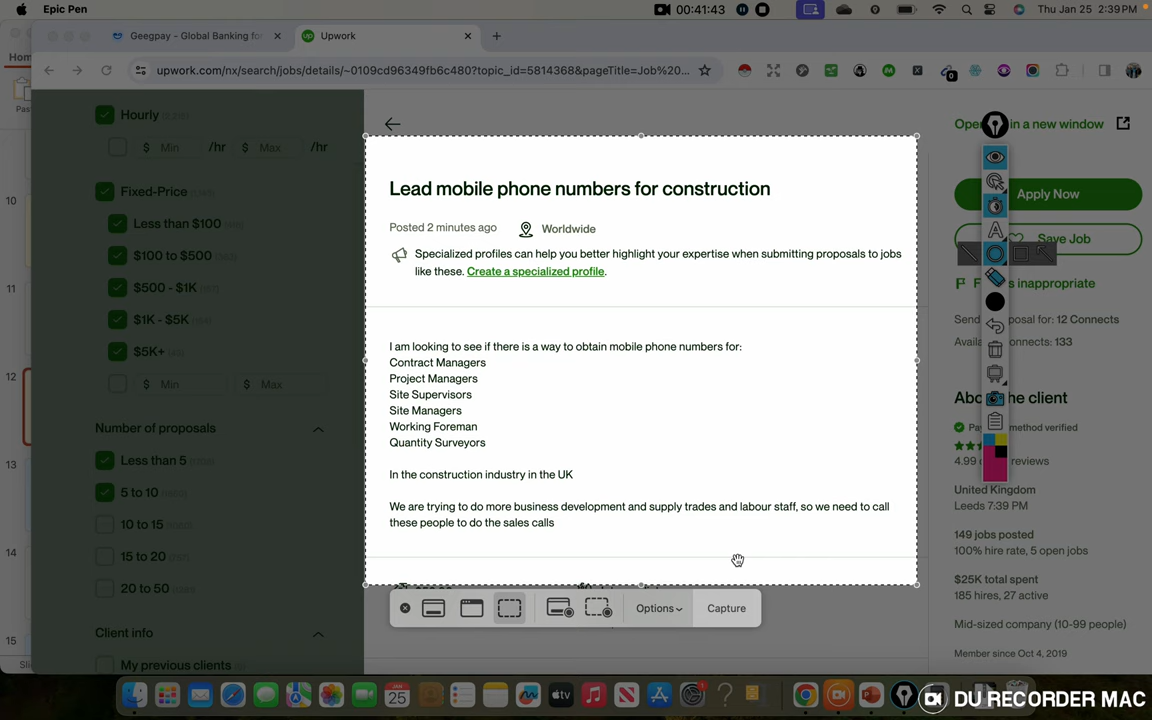 Epic Pen
00:41:43
Thu Jan 25 2:39 PM
Geegpay - Global Banking for
Upwork
upwork.com/nx/search/jobs/details/~0109cd96349fb6c480?topic_id=5814368&pageTitle=Job%20...
Hourly
$ Min /hr $ Max /hr
Fixed-Price
Less than $100
$100 to $500
$500 - $1K
$1K - $5K
$5K+
$ Min $ Max
Number of proposals
Less than 5
5 to 10
10 to 15
15 to 20
20 to 50
Client info
My previous clients
10
11
12
13
14
15
Lead mobile phone numbers for construction
Posted 2 minutes ago Worldwide
Specialized profiles can help you better highlight your expertise when submitting proposals to jobs
like these. Create a specialized profile.
I am looking to see if there is a way to obtain mobile phone numbers for:
Contract Managers
Project Managers
Site Supervisors
Site Managers
Working Foreman
Quantity Surveyors
In the construction industry in the UK
We are trying to do more business development and supply trades and labour staff, so we need to call
these people to do the sales calls
Options
Capture
in a new window
Apply Now
Save Job
inappropriate
for: 12 Connects
133
the client
method verified
4.99 reviews
United Kingdom
Leeds 7:39 PM
149 jobs posted
100% hire rate, 5 open jobs
$25K total spent
185 hires, 27 active
Mid-sized company (10-99 people)
Member since Oct 4, 2019
A
JAN
25
DU RECORDER MAC